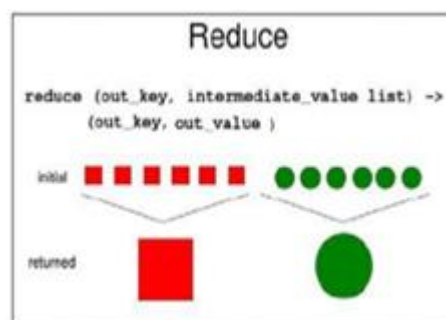 Reduce
reduce (out_key, intermediate_value list) ->
(out_key, out_value )
initial
returned